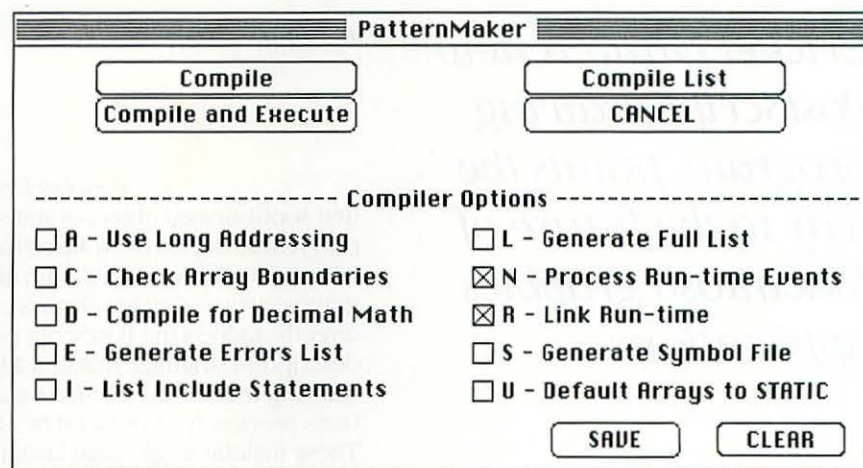 PatternMaker
Compile
Compile List
Compile and Execute
CANCEL
Compiler Options
A - Use Long Addressing
L - Generate Full List
C - Check Array Boundaries
N - Process Run-time Events
D - Compile for Decimal Math
R - Link Run-time
E - Generate Errors List
S - Generate Symbol File
I - List Include Statements
U - Default Arrays to STATIC
SAVE
CLEAR